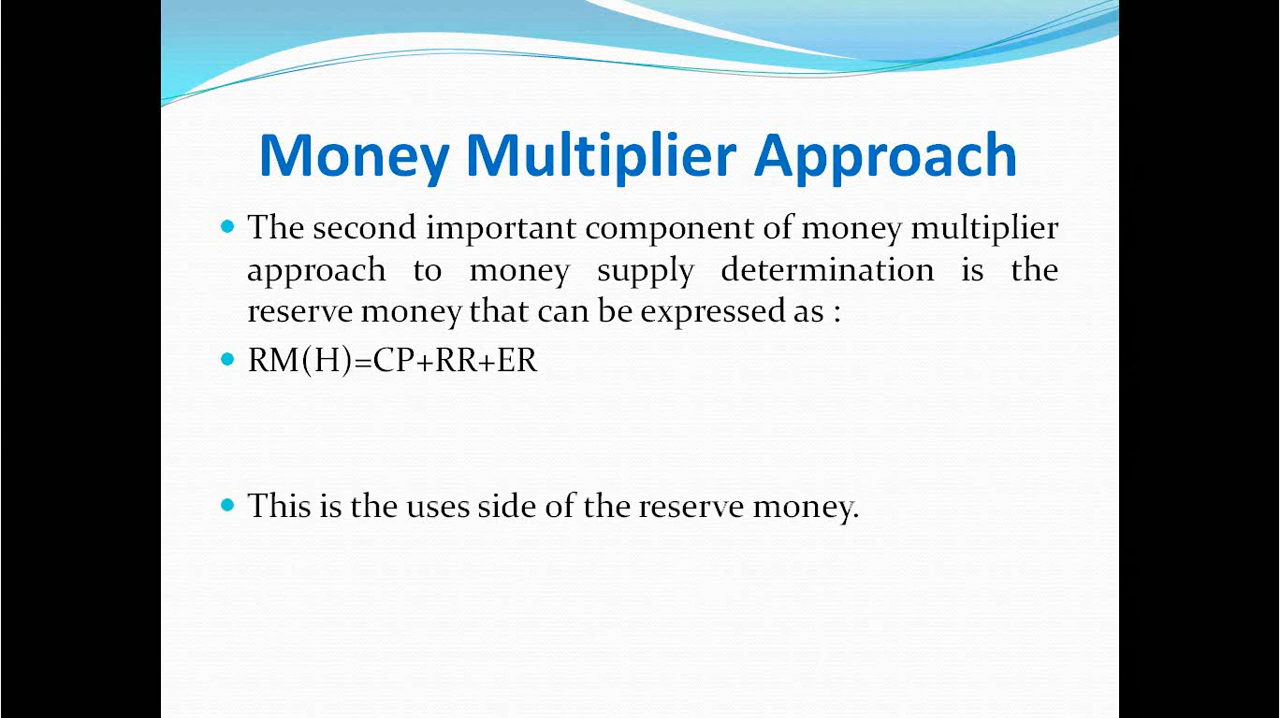 Money Multiplier Approach
• The second important component of money multiplier
approach to money supply determination is the
reserve money that can be expressed as :
• RM(H)=CP+RR+ER
• This is the uses side of the reserve money.